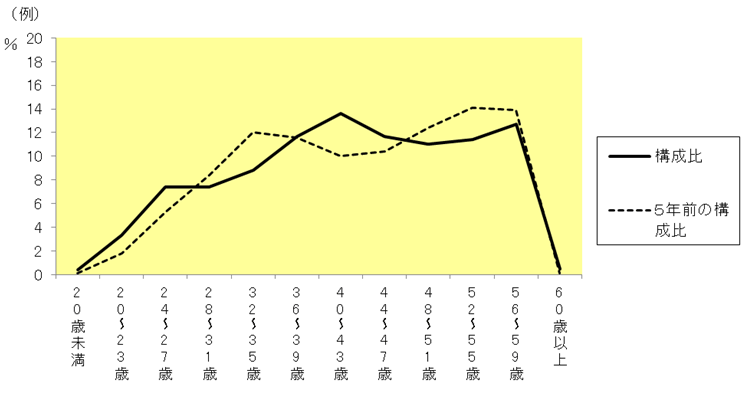 （例）
％
20
18
16
14
12
10
8
6
4
2
0
20歳未満
20～23歳
24～27歳
28～31歳
32～35歳
36～39歳
40～43歳
44～47歳
48～51歳
52～55歳
56～59歳
60歳以上
構成比
5年前の構
成比